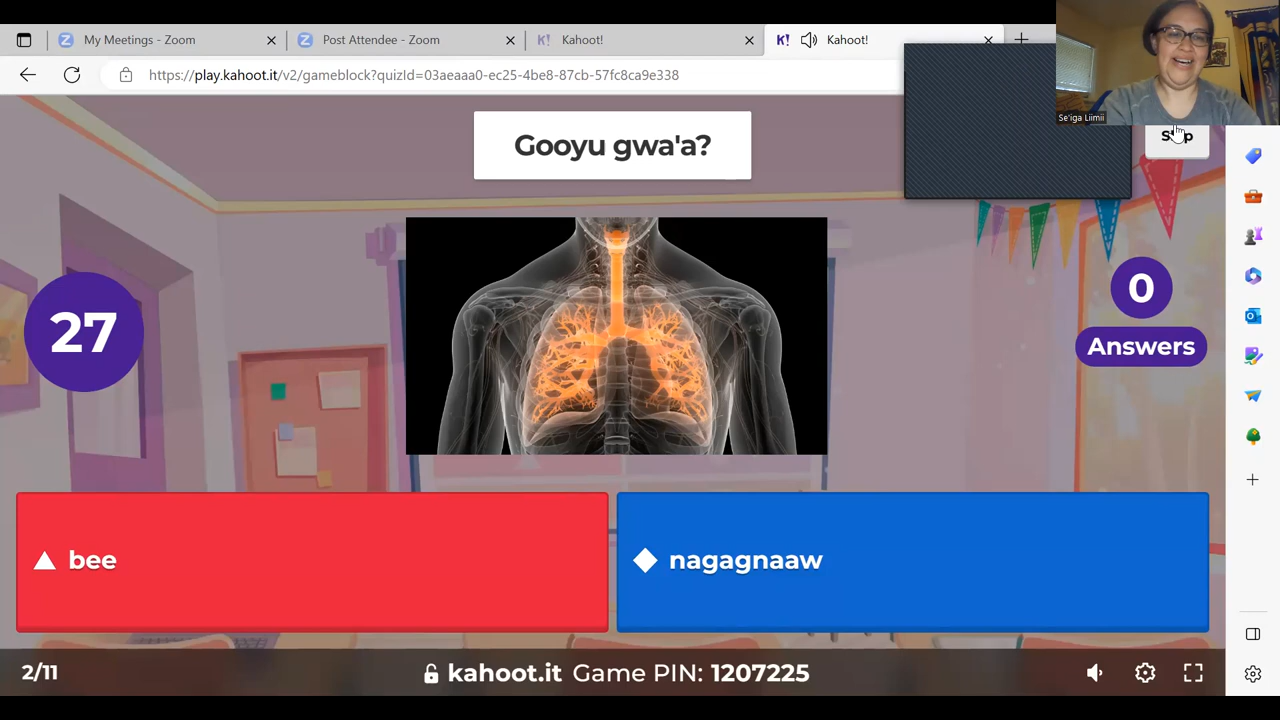 My Meetings - Zoom
Post Attendee - Zoom
Kahoot!
Kahoot!
https://play.kahoot.it/v2/gameblock?quizId=03aeaaa0-ec25-4be8-87cb-57fc8ca9e338
Se'iga Liimii
Gooyu gwa'a?
27
0
Answers
bee
nagagnaaw
2/11
kahoot.it Game PIN: 1207225